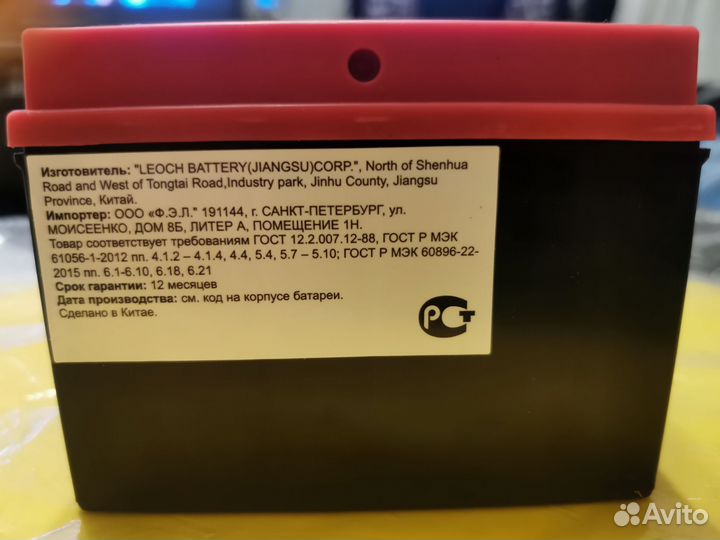 Изготовитель: "LEOCH BATTERY(JIANGSU)CORP.", North of Shenhua
Road and West of Tongtai Road,Industry park, Jinhu County, Jiangsu
Province, Китай.
Импортер: ООО «Ф.Э.Л." 191144, г. САНКТ-ПЕТЕРБУРГ, ул.
МОИСЕЕНКО, ДОМ 8Б, ЛИТЕР А, ПОМЕЩЕНИЕ 1Н.
Товар соответствует требованиям ГОСТ 12.2.007.12-88, ГОСТ Р МЭК
61056-1-2012 пп. 4.1.2 – 4.1.4, 4.4, 5.4, 5.7 – 5.10; ГОСТ Р МЭК 60896-22-
2015 пп. 6.1-6.10, 6.18, 6.21
Срок гарантии: 12 месяцев
Дата производства: см. код на корпусе батареи.
Сделано в Китае.
РСТ
Avito